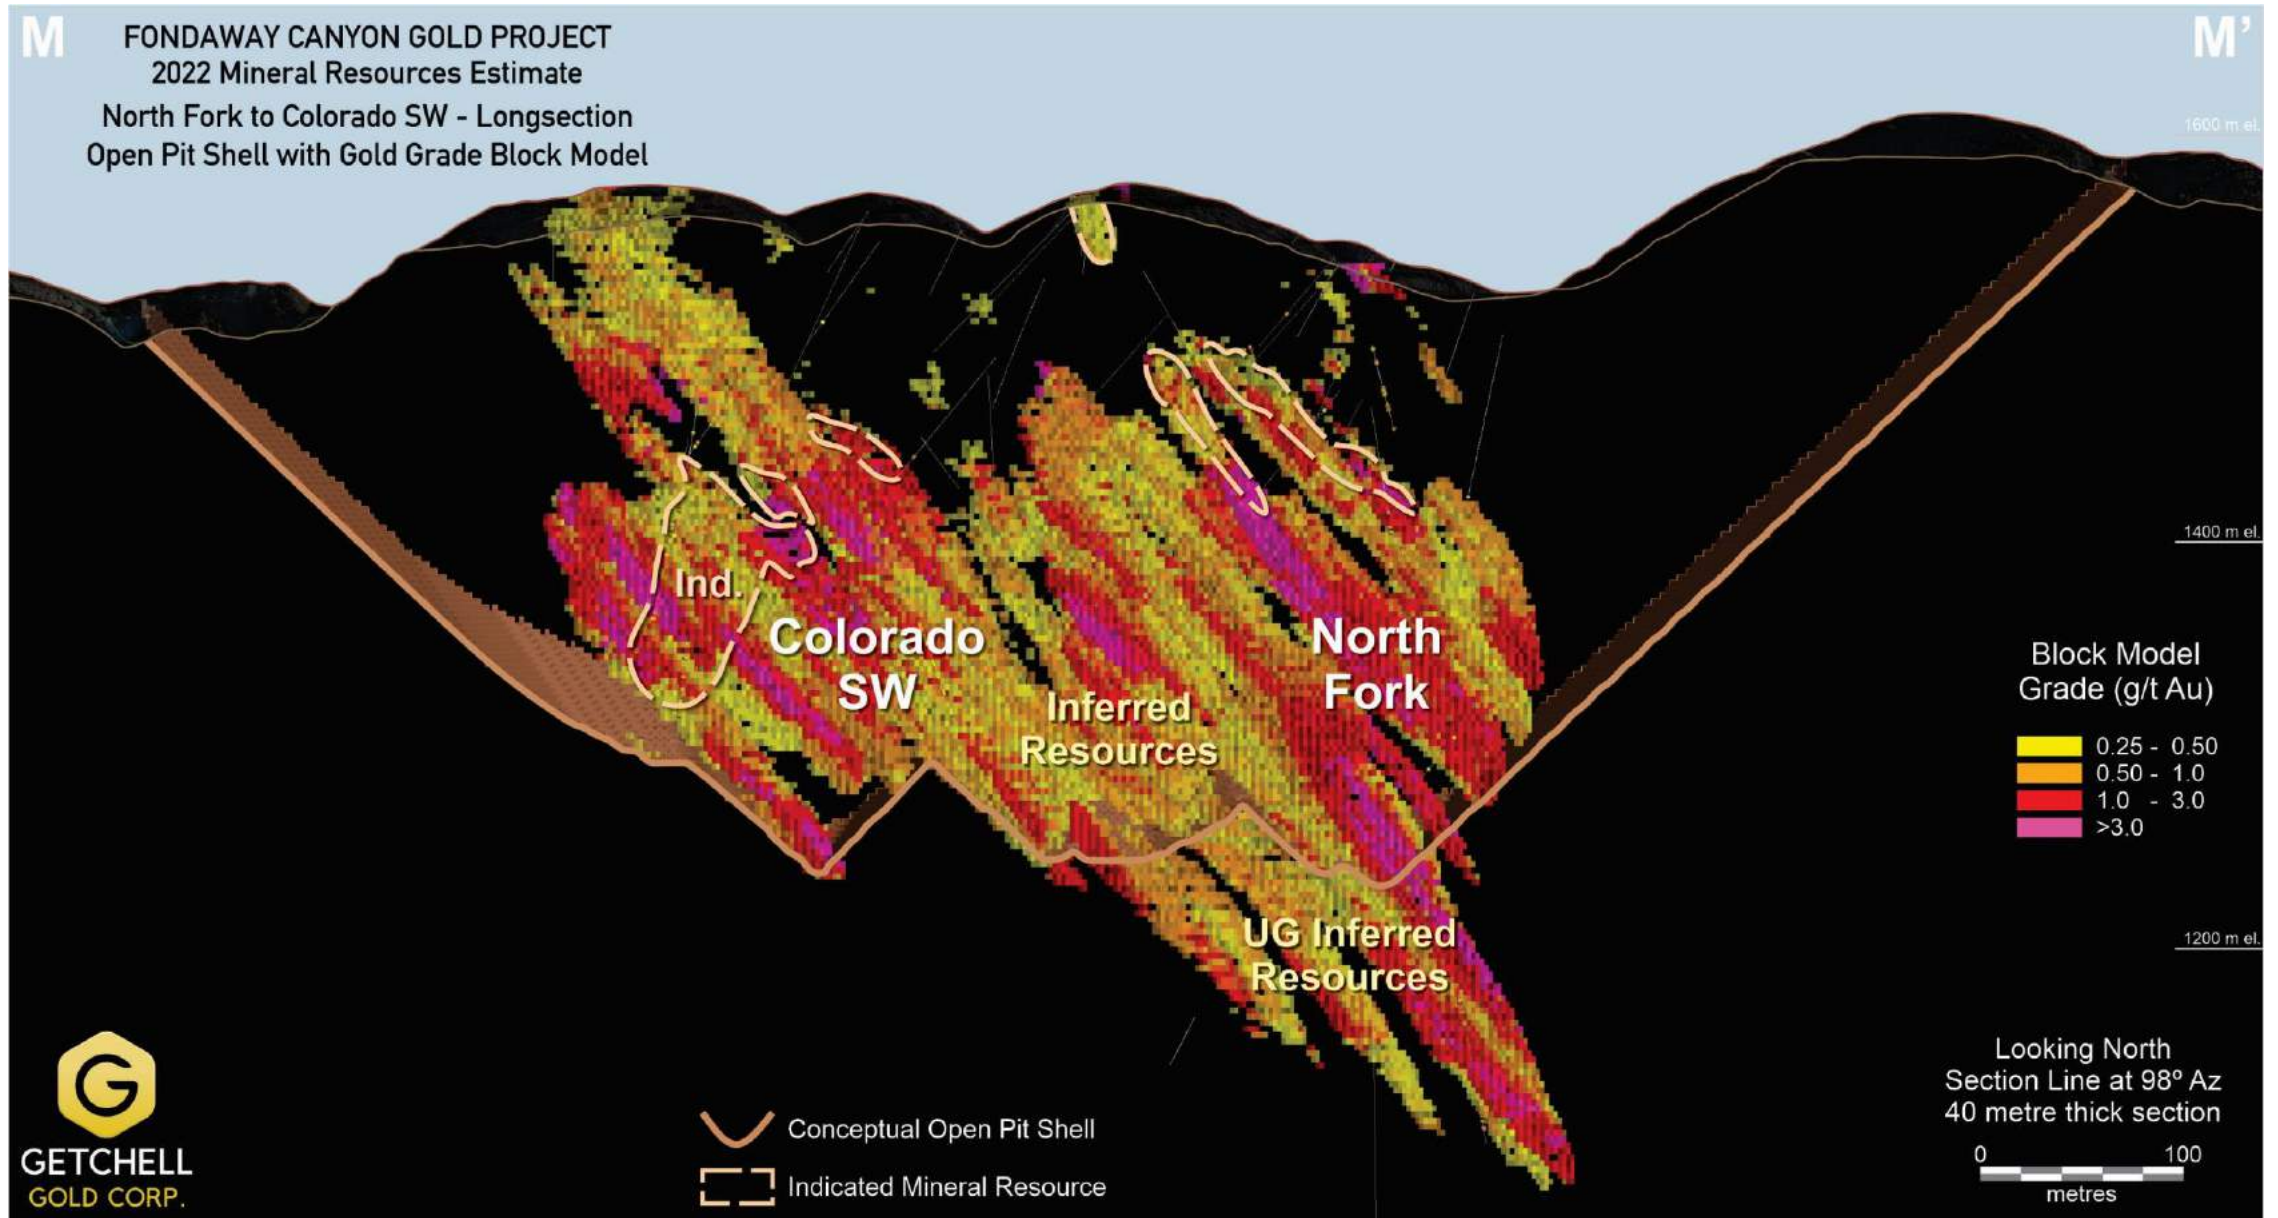 M
FONDAWAY CANYON GOLD PROJECT
2022 Mineral Resources Estimate
North Fork to Colorado SW - Longsection
Open Pit Shell with Gold Grade Block Model
M’
1600 m el.
1400 m el.
Ind.
Colorado
SW
North
Fork
Inferred
Resources
Block Model
Grade (g/t Au)
0.25 - 0.50
0.50 - 1.0
1.0 - 3.0
>3.0
UG Inferred
Resources
1200 m el.
G
GETCHELL
GOLD CORP.
Conceptual Open Pit Shell
Indicated Mineral Resource
Looking North
Section Line at 98º Az
40 metre thick section
0 100
metres